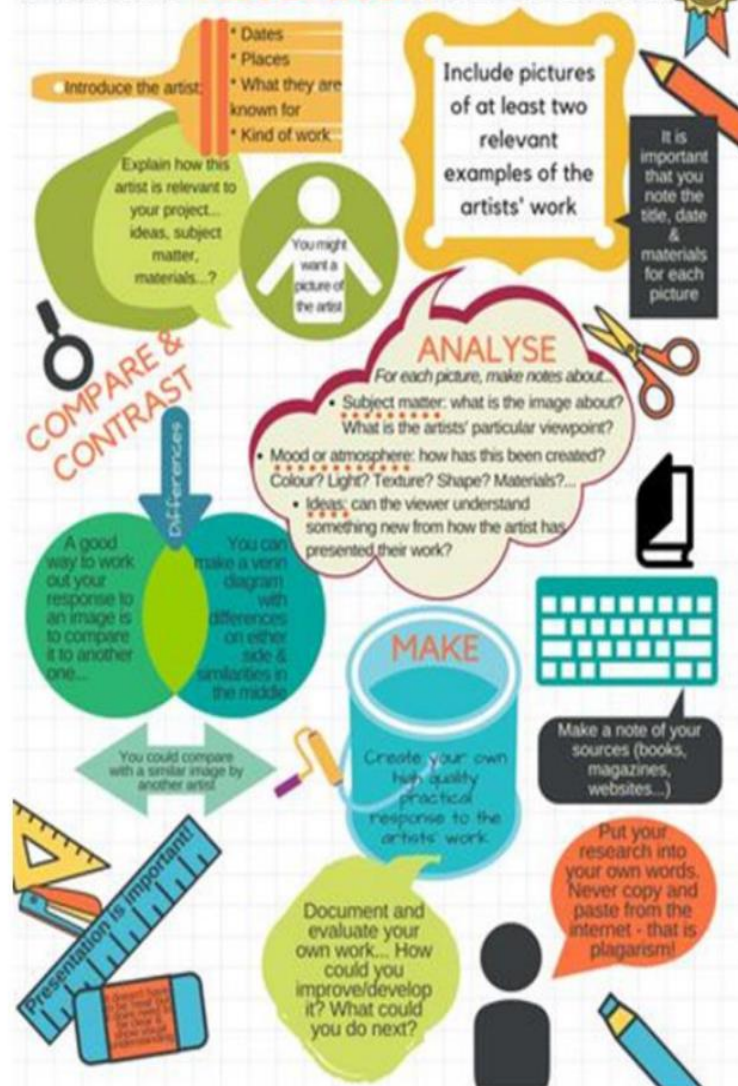 Introduce the artist:
* Dates
* Places
* What they are
known for
* Kind of work
Include pictures
of at least two
relevant
examples of the
artists' work
It is
important
that you
note the
title, date
&
materials
for each
picture
Explain how this
artist is relevant to
your project...
ideas, subject
matter,
materials...?
You might
want a
picture of
the artist
COMPARE &
CONTRAST
ANALYSE
For each picture, make notes about...
• Subject matter: what is the image about?
What is the artists' particular viewpoint?
• Mood or atmosphere: how has this been created?
Colour? Light? Texture? Shape? Materials?...
• Ideas: can the viewer understand
something new from how the artist has
presented their work?
Differences
A good
way to work
out your
response to
an image is
to compare
it to another
one...
You can
make a venn
diagram
with
differences
on either
side &
similarities in
the middle
You could compare
with a similar image by
another artist
MAKE
Create your own
high quality
practical
response to the
artists' work
Make a note of your
sources (books,
magazines,
websites...)
Put your
research into
your own words.
Never copy and
paste from the
internet - that is
plagarism!
Presentation is important!
Document and
evaluate your
own work... How
could you
improve/develop
it? What could
you do next?